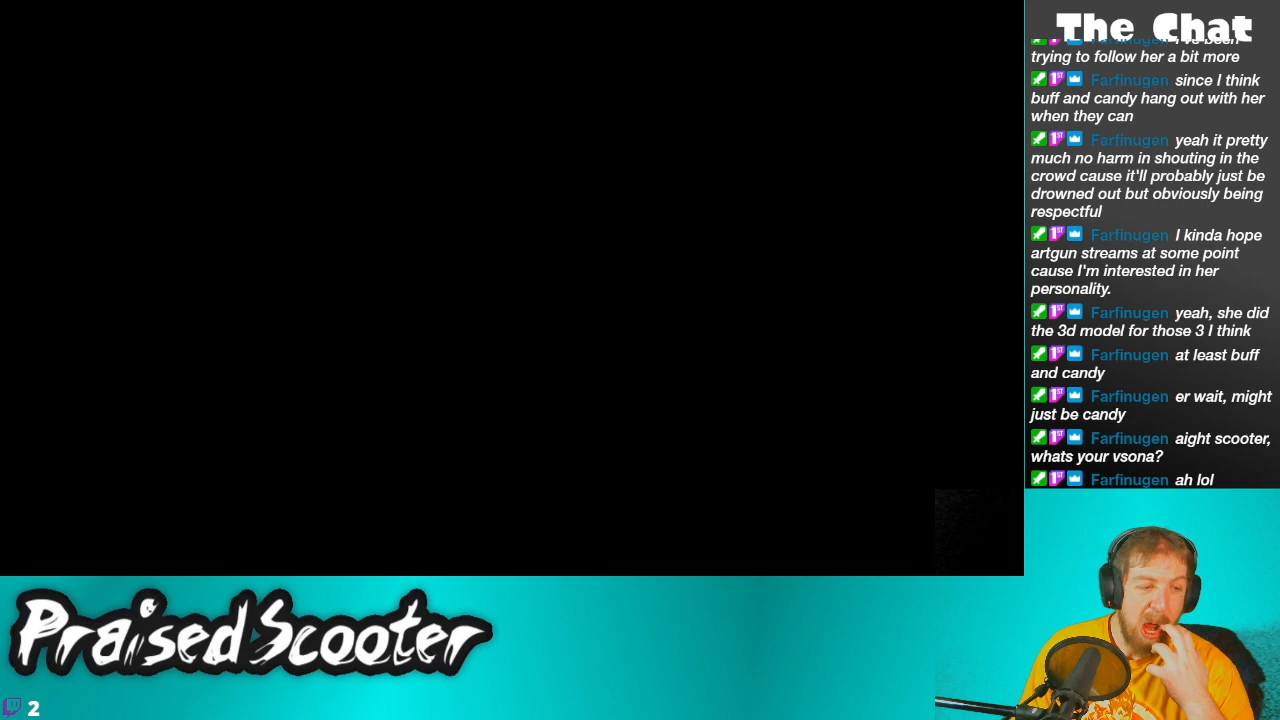 The Chat
Farfinugen I've been
trying to follow her a bit more
Farfinugen since I think
buff and candy hang out with her
when they can
Farfinugen yeah it pretty
much no harm in shouting in the
crowd cause it'll probably just be
drowned out but obviously being
respectful
Farfinugen I kinda hope
artgun streams at some point
cause I'm interested in her
personality.
Farfinugen yeah, she did
the 3d model for those 3 I think
Farfinugen at least buff
and candy
Farfinugen er wait, might
just be candy
Farfinugen aight scooter,
whats your vsona?
Farfinugen ah lol
PraisedScooter
2